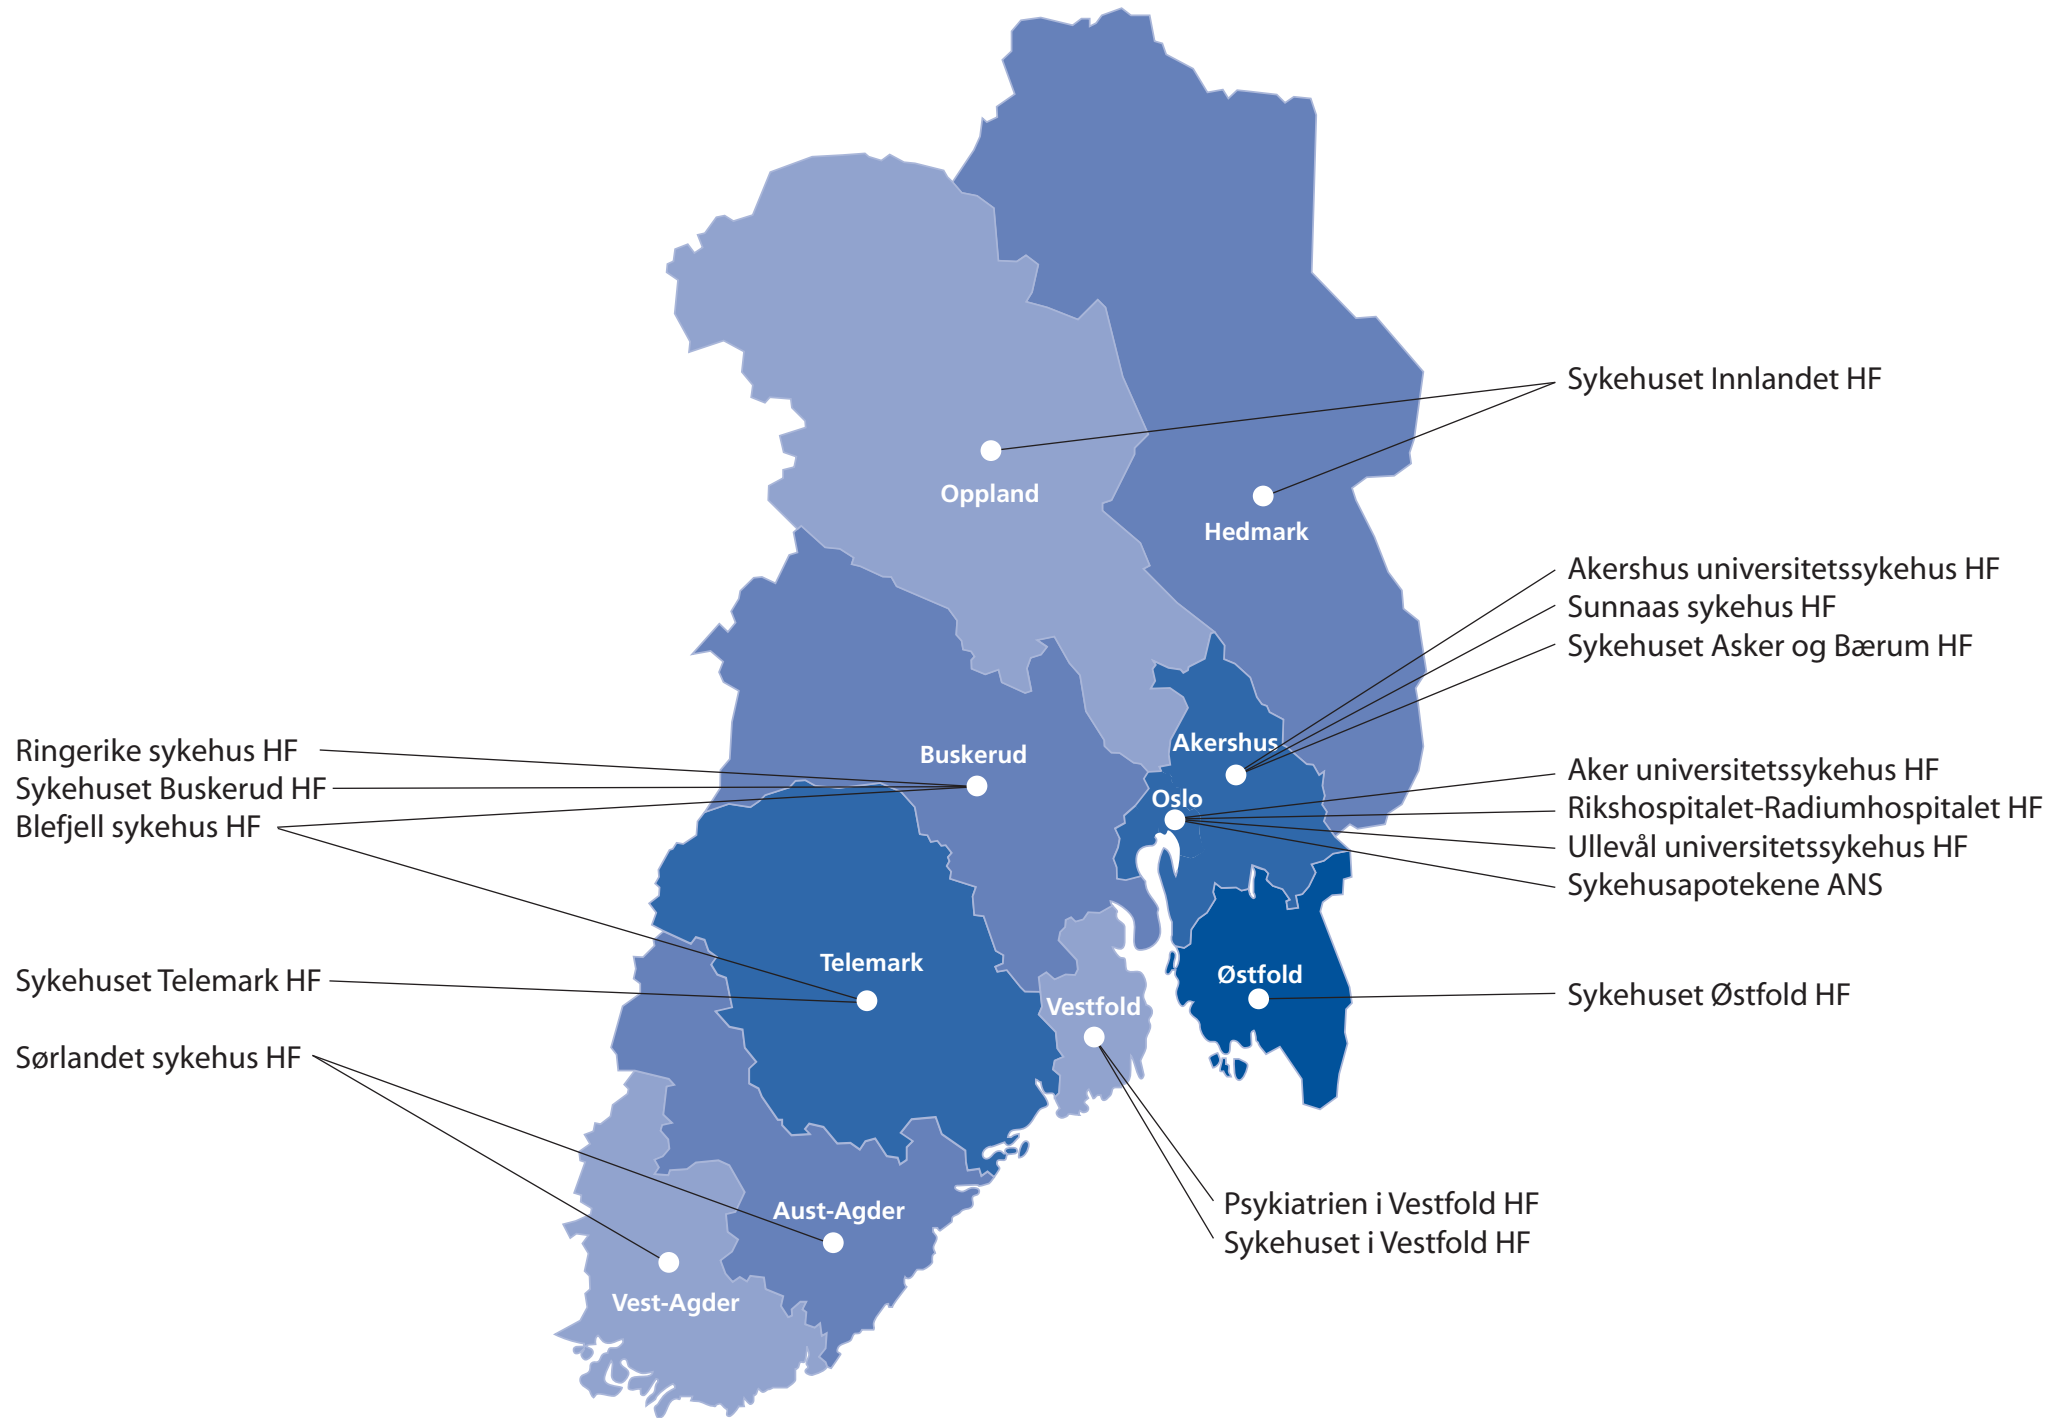 Sykehuset Innlandet HF
Oppland
Hedmark
Akershus universitetssykehus HF
Sunnaas sykehus HF
Sykehuset Asker og Bærum HF
Ringerike sykehus HF
Sykehuset Buskerud HF
Blefjell sykehus HF
Buskerud
Akershus
Oslo
Aker universitetssykehus HF
Rikshospitalet-Radiumhospitalet HF
Ullevål universitetssykehus HF
Sykehusapotekene ANS
Sykehuset Telemark HF
Telemark
Vestfold
Østfold
Sykehuset Østfold HF
Sørlandet sykehus HF
Psykiatrien i Vestfold HF
Sykehuset i Vestfold HF
Aust-Agder
Vest-Agder